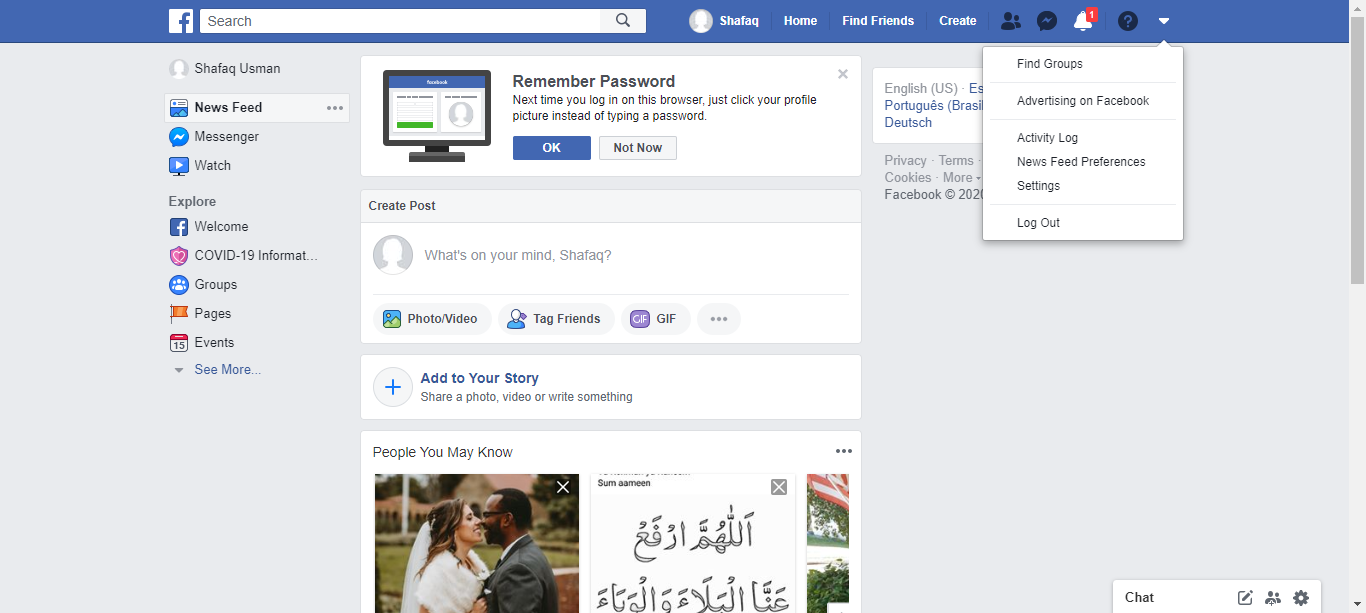 Search
Shafaq
Home
Find Friends
Create
1
Shafaq Usman
News Feed
Messenger
Watch
Explore
Welcome
COVID-19 Informat...
Groups
Pages
15
Events
See More...
facebook
Remember Password
Next time you log in on this browser, just click your profile
picture instead of typing a password.
OK
Not Now
Create Post
What's on your mind, Shafaq?
Photo/Video
Tag Friends
GIF
GIF
Add to Your Story
Share a photo, video or write something
People You May Know
Sum aameen
اَللّٰهُمَّ ارْفَعْ
عَنَّا الْبَلَاءَ وَالْوَبَاءَ
English (US) · Es
Português (Brasil
Deutsch
Privacy · Terms ·
Cookies · More
Facebook © 2020
Find Groups
Advertising on Facebook
Activity Log
News Feed Preferences
Settings
Log Out
Chat